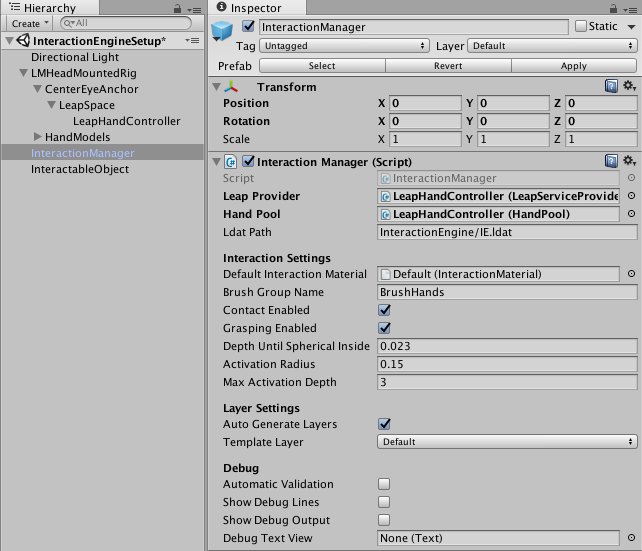 Hierarchy
Create
All
InteractionEngineSetup*
Directional Light
LMHeadMountedRig
CenterEyeAnchor
LeapSpace
LeapHandController
HandModels
InteractionManager
InteractableObject
Inspector
InteractionManager Static
Tag Untagged Layer Default
Prefab Select Revert Apply
Transform
Position X 0 Y 0 Z 0
Rotation X 0 Y 0 Z 0
Scale X 1 Y 1 Z 1
Interaction Manager (Script)
Script InteractionManager
Leap Provider LeapHandController (LeapServiceProvide
Hand Pool LeapHandController (HandPool)
Ldat Path InteractionEngine/IE.ldat
Interaction Settings
Default Interaction Material Default (InteractionMaterial)
Brush Group Name BrushHands
Contact Enabled
Grasping Enabled
Depth Until Spherical Inside 0.023
Activation Radius 0.15
Max Activation Depth 3
Layer Settings
Auto Generate Layers
Template Layer Default
Debug
Automatic Validation
Show Debug Lines
Show Debug Output
Debug Text View None (Text)